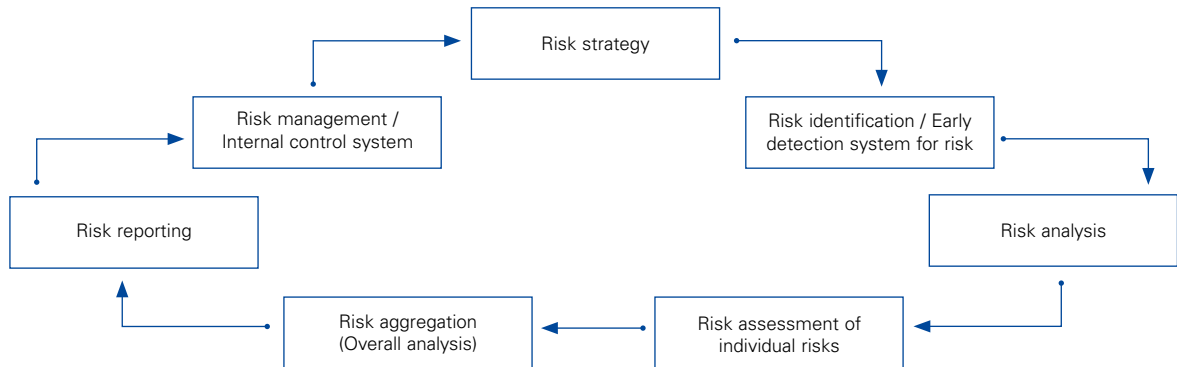 Risk strategy
Risk management /
Internal control system
Risk identification / Early
detection system for risk
Risk reporting
Risk analysis
Risk aggregation
(Overall analysis)
Risk assessment of
individual risks